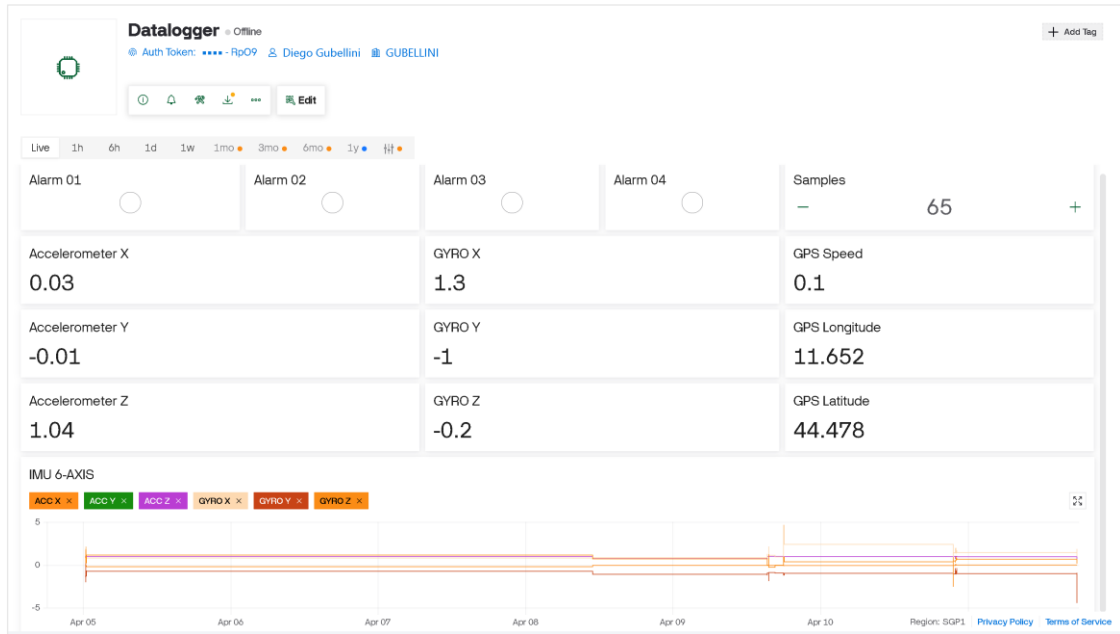 Datalogger Offline
+ Add Tag
Auth Token: •••• - RpO9 Diego Gubellini GUBELLINI
Edit
Live 1h 6h 1d 1w 1mo 3mo 6mo 1y
Alarm 01 Alarm 02 Alarm 03 Alarm 04 Samples
− 65 +
Accelerometer X GYRO X GPS Speed
0.03 1.3 0.1
Accelerometer Y GYRO Y GPS Longitude
-0.01 -1 11.652
Accelerometer Z GYRO Z GPS Latitude
1.04 -0.2 44.478
IMU 6-AXIS
ACC X × ACC Y × ACC Z × GYRO X × GYRO Y × GYRO Z ×
5
0
-5
Apr 05 Apr 06 Apr 07 Apr 08 Apr 09 Apr 10 Region: SGP1 Privacy Policy Terms of Service